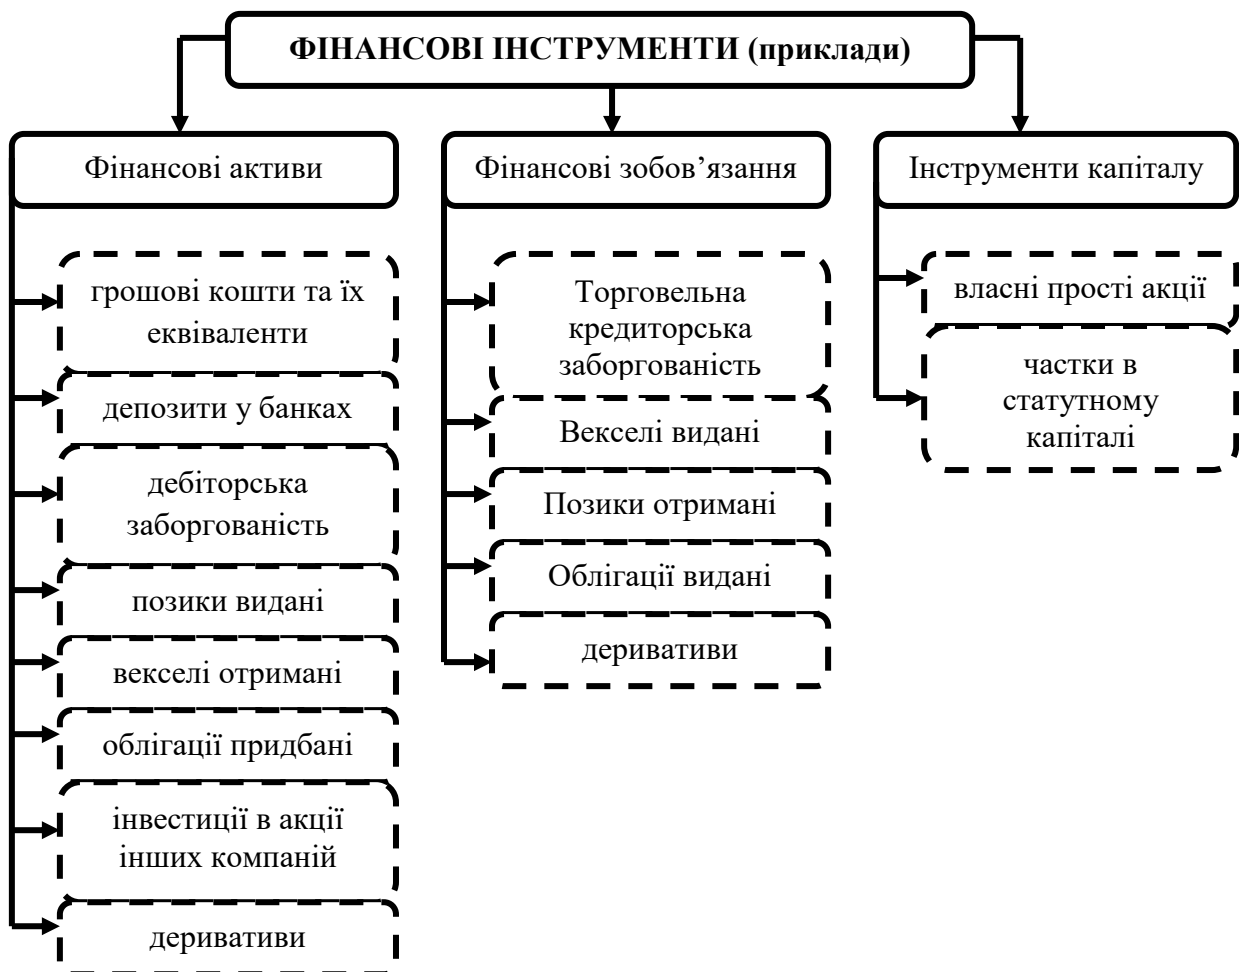 ФІНАНСОВІ ІНСТРУМЕНТИ (приклади)
Фінансові активи
грошові кошти та їх
еквіваленти
депозити у банках
дебіторська
заборгованість
позики видані
векселі отримані
облігації придбані
інвестиції в акції
інших компаній
деривативи
Фінансові зобов’язання
Торговельна
кредиторська
заборгованість
Векселі видані
Позики отримані
Облігації видані
деривативи
Інструменти капіталу
власні прості акції
частки в
статутному
капіталі